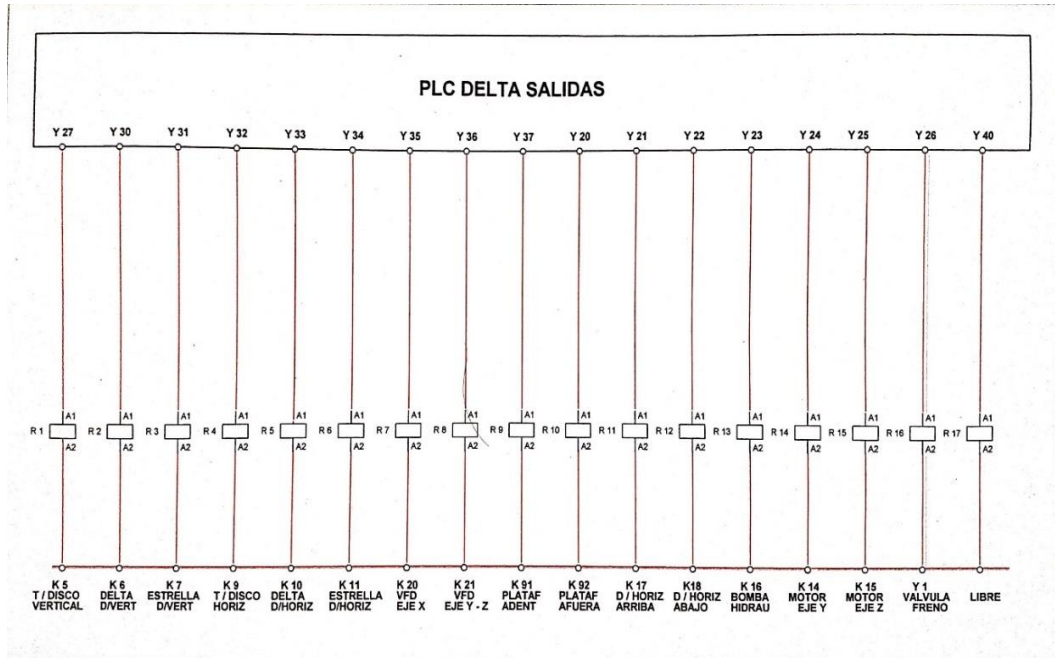 PLC DELTA SALIDAS
Y 27 Y 30 Y 31 Y 32 Y 33 Y 34 Y 35 Y 36 Y 37 Y 20 Y 21 Y 22 Y 23 Y 24 Y 25 Y 26 Y 40
A1 A1 A1 A1 A1 A1 A1 A1 A1 A1 A1 A1 A1 A1 A1 A1 A1
R 1 R 2 R 3 R 4 R 5 R 6 R 7 R 8 R 9 R 10 R 11 R 12 R 13 R 14 R 15 R 16 R 17
A2 A2 A2 A2 A2 A2 A2 A2 A2 A2 A2 A2 A2 A2 A2 A2 A2
K 5 K 6 K 7 K 9 K 10 K 11 K 20 K 21 K 91 K 92 K 17 K18 K 16 K 14 K 15 Y 1
T / DISCO DELTA ESTRELLA T / DISCO DELTA ESTRELLA VFD VFD PLATAF PLATAF D / HORIZ D / HORIZ BOMBA MOTOR MOTOR VALVULA LIBRE
VERTICAL D/VERT D/VERT HORIZ D/HORIZ D/HORIZ EJE X EJE Y - Z ADENT AFUERA ARRIBA ABAJO HIDRAU EJE Y EJE Z FRENO